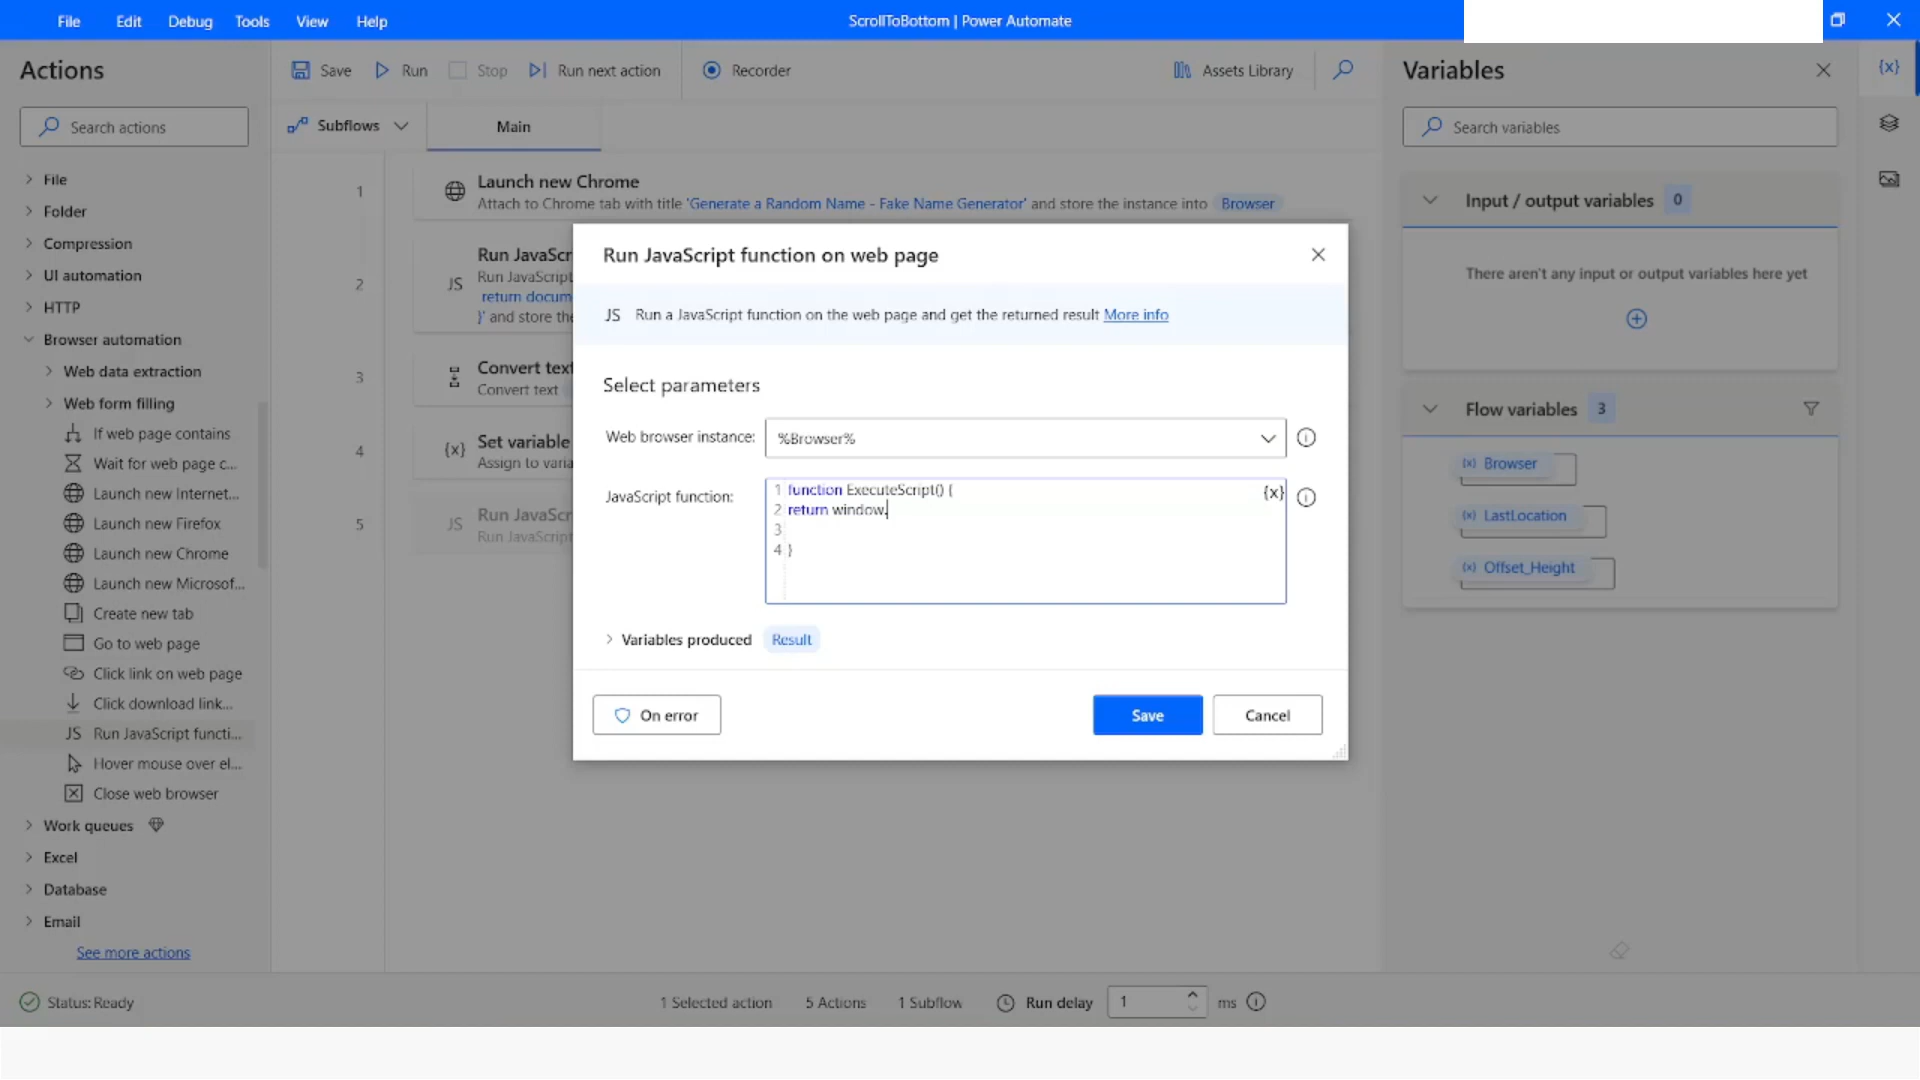 File Edit Debug Tools View Help
ScrollToBottom | Power Automate
Actions
Search actions
File
Folder
Compression
UI automation
HTTP
Browser automation
Web data extraction
Web form filling
If web page contains
Wait for web page c...
Launch new Internet...
Launch new Firefox
Launch new Chrome
Launch new Microsof...
Create new tab
Go to web page
Click link on web page
Click download link...
JS Run JavaScript functi...
Hover mouse over el...
Close web browser
Work queues
Excel
Database
Email
See more actions
Save Run Stop Run next action Recorder Assets Library
Subflows Main
1 Launch new Chrome
Attach to Chrome tab with title 'Generate a Random Name - Fake Name Generator' and store the instance into Browser
2 JS Run JavaScr
Run JavaScript
return docum
}' and store the
3 Convert text
Convert text
4 {x} Set variable
Assign to varia
5 JS Run JavaScr
Run JavaScript
Run JavaScript function on web page
JS Run a JavaScript function on the web page and get the returned result More info
Select parameters
Web browser instance: %Browser%
JavaScript function:
1 function ExecuteScript() {
2 return window.
3
4 }
{x}
Variables produced Result
On error Save Cancel
Variables
{x}
Search variables
Input / output variables 0
There aren't any input or output variables here yet
Flow variables 3
(x) Browser
(x) LastLocation
(x) Offset_Height
Status: Ready 1 Selected action 5 Actions 1 Subflow Run delay 1 ms